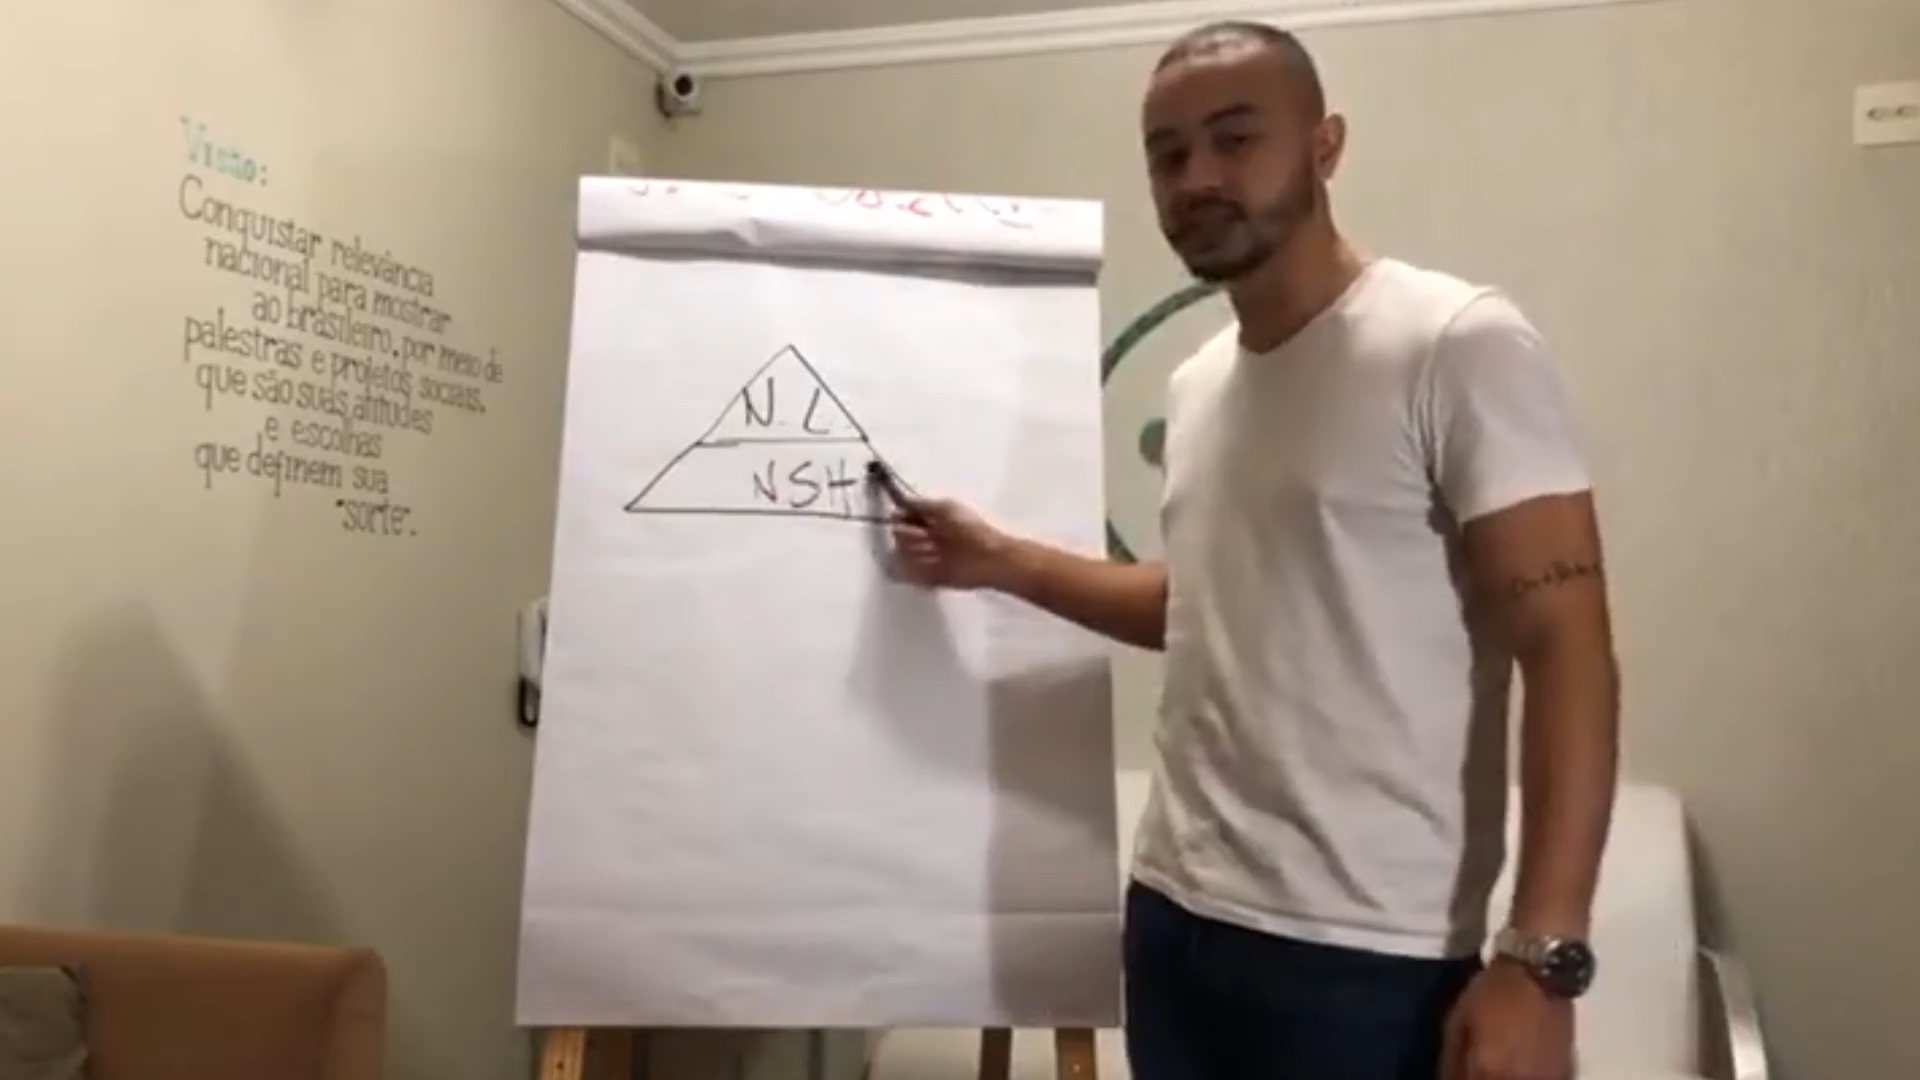 Visão:
Conquistar relevância
nacional para mostrar
ao brasileiro, por meio de
palestras e projetos sociais,
que são suas atitudes
e escolhas
que definem sua
"sorte".
N. L.
NSH